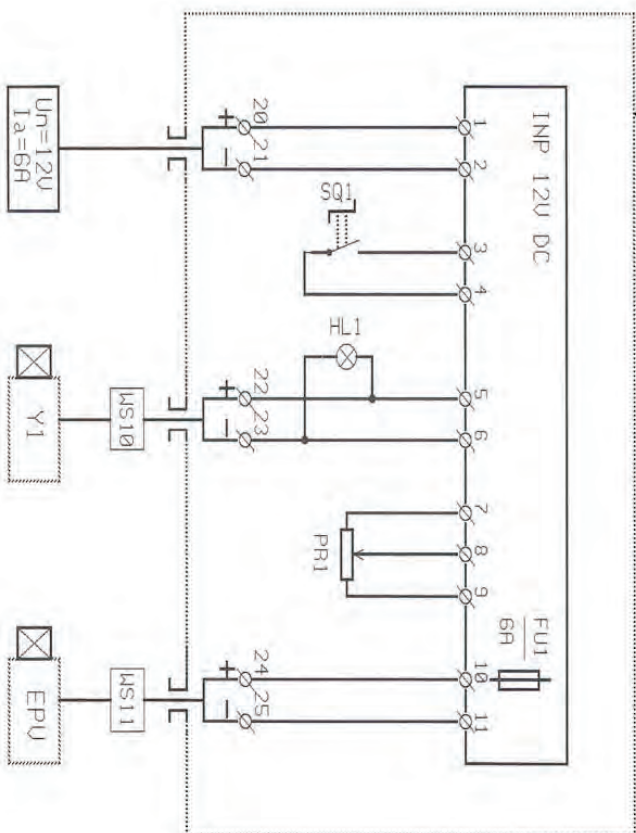 INP 12V DC
FU1
6A
1
2
3
4
5
6
7
8
9
10
11
SQ1
HL1
PR1
20
21
22
23
24
25
+
-
+
-
+
-
WS10
WS11
Un=12V
Ia=6A
Y1
EPV